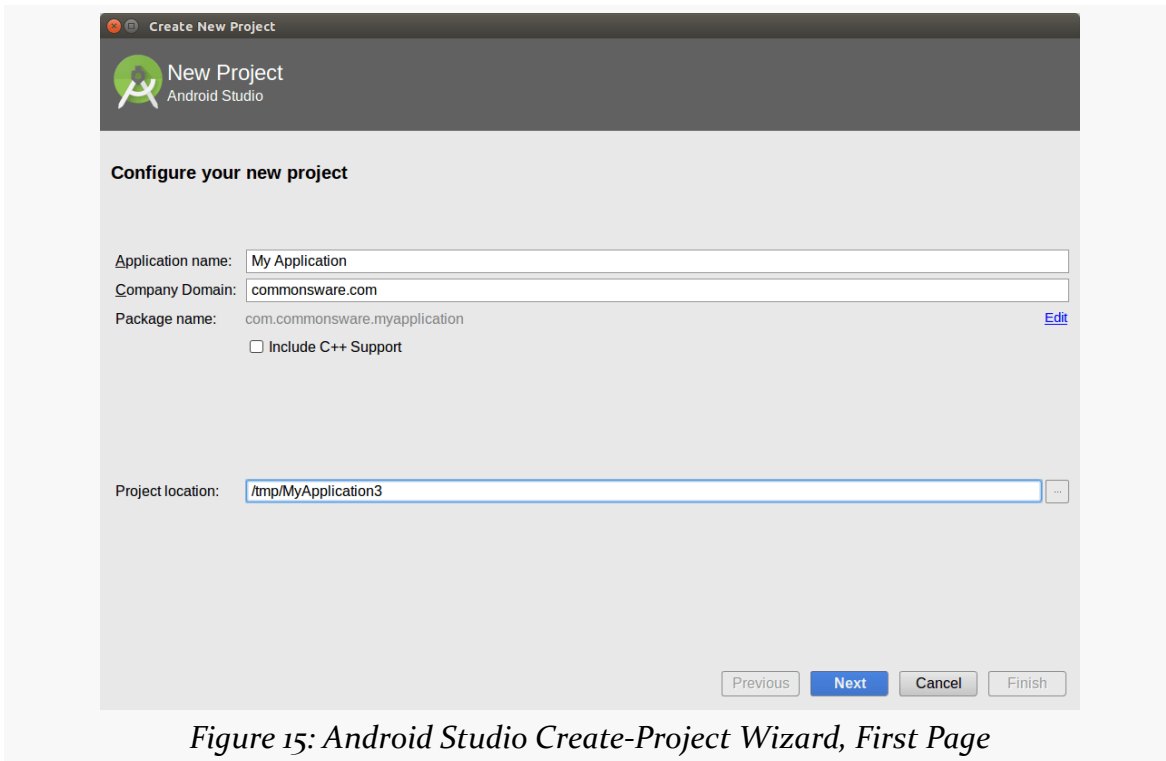 Create New Project
New Project
Android Studio
Configure your new project
Application name: My Application
Company Domain: commonsware.com
Package name: com.commonsware.myapplication Edit
Include C++ Support
Project location: /tmp/MyApplication3 ...
Previous Next Cancel Finish
Figure 15: Android Studio Create-Project Wizard, First Page